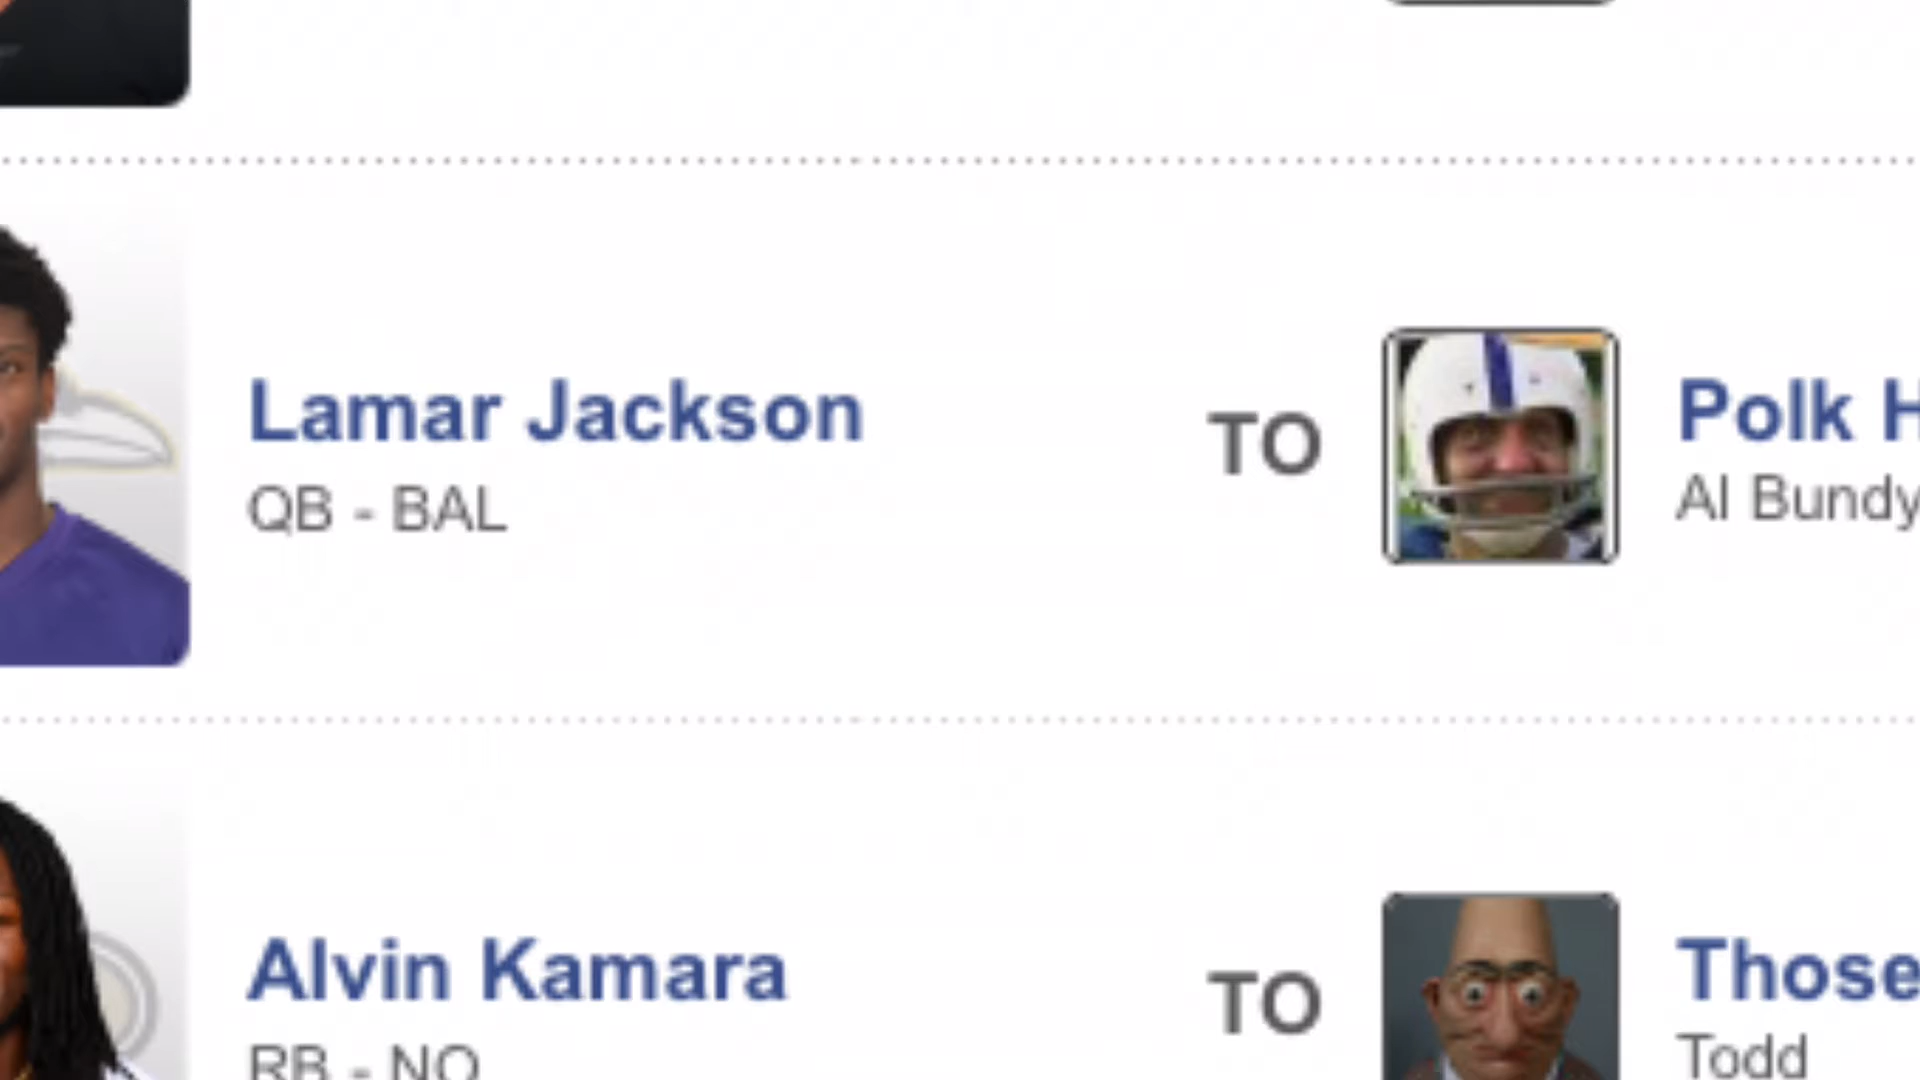 Lamar Jackson
QB - BAL
TO
Polk H
Al Bundy
Alvin Kamara
RB - NO
TO
Those
Todd